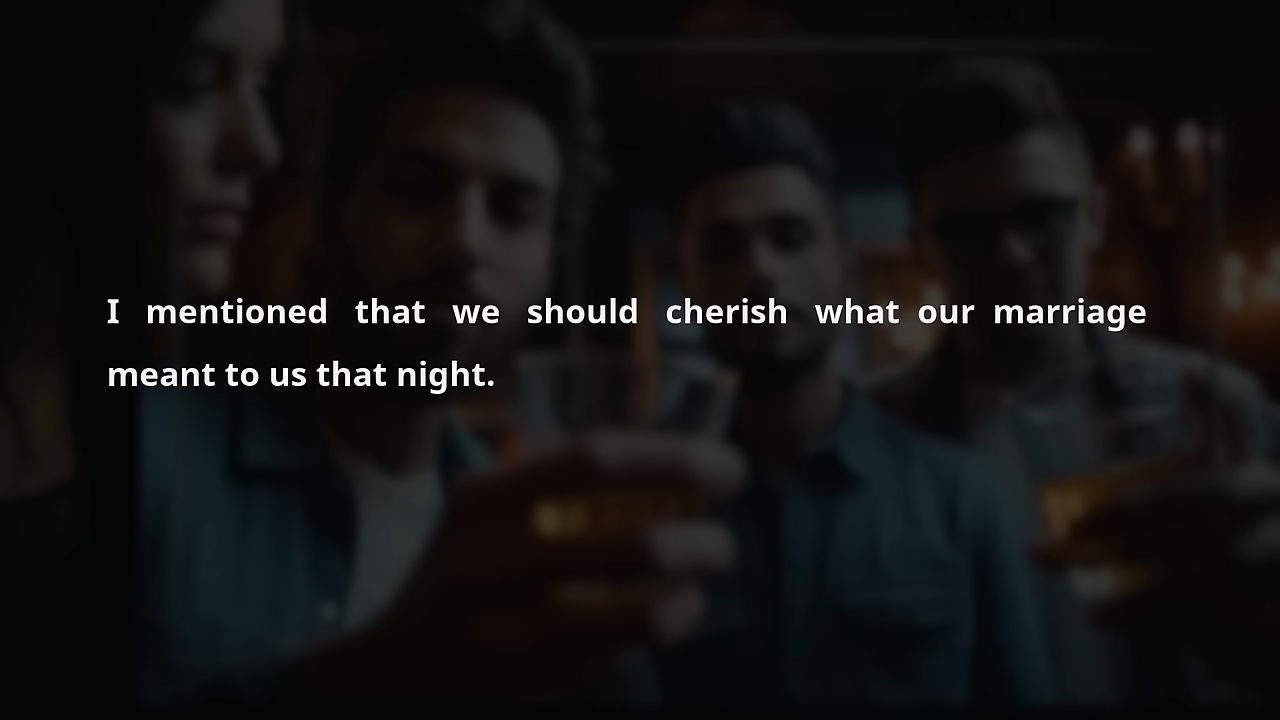 I mentioned that we should cherish what our marriage
meant to us that night.